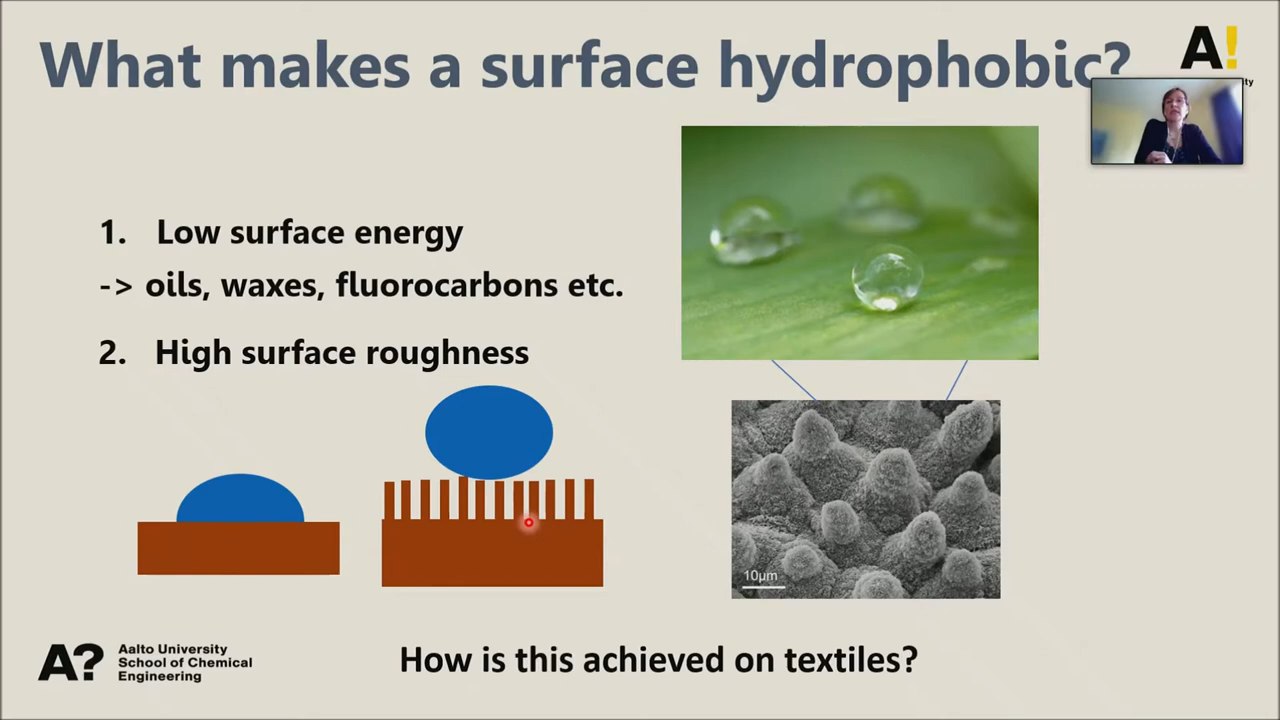 What makes a surface hydrophobic?
A!
ity
1. Low surface energy
-> oils, waxes, fluorocarbons etc.
2. High surface roughness
10µm
A?
Aalto University
School of Chemical
Engineering
How is this achieved on textiles?